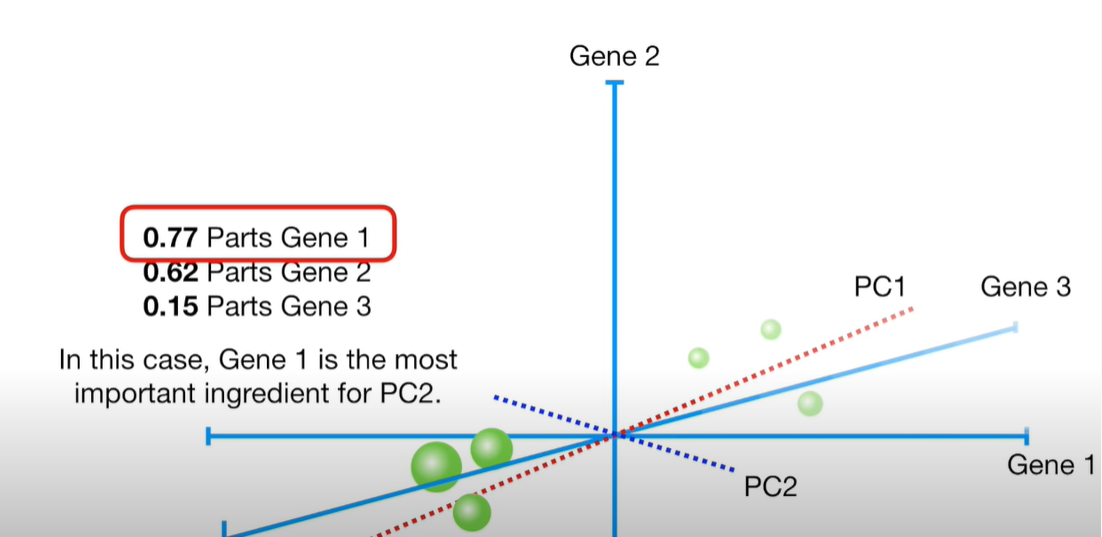 Gene 2
0.77 Parts Gene 1
0.62 Parts Gene 2
0.15 Parts Gene 3
In this case, Gene 1 is the most
important ingredient for PC2.
PC1
Gene 3
Gene 1
PC2